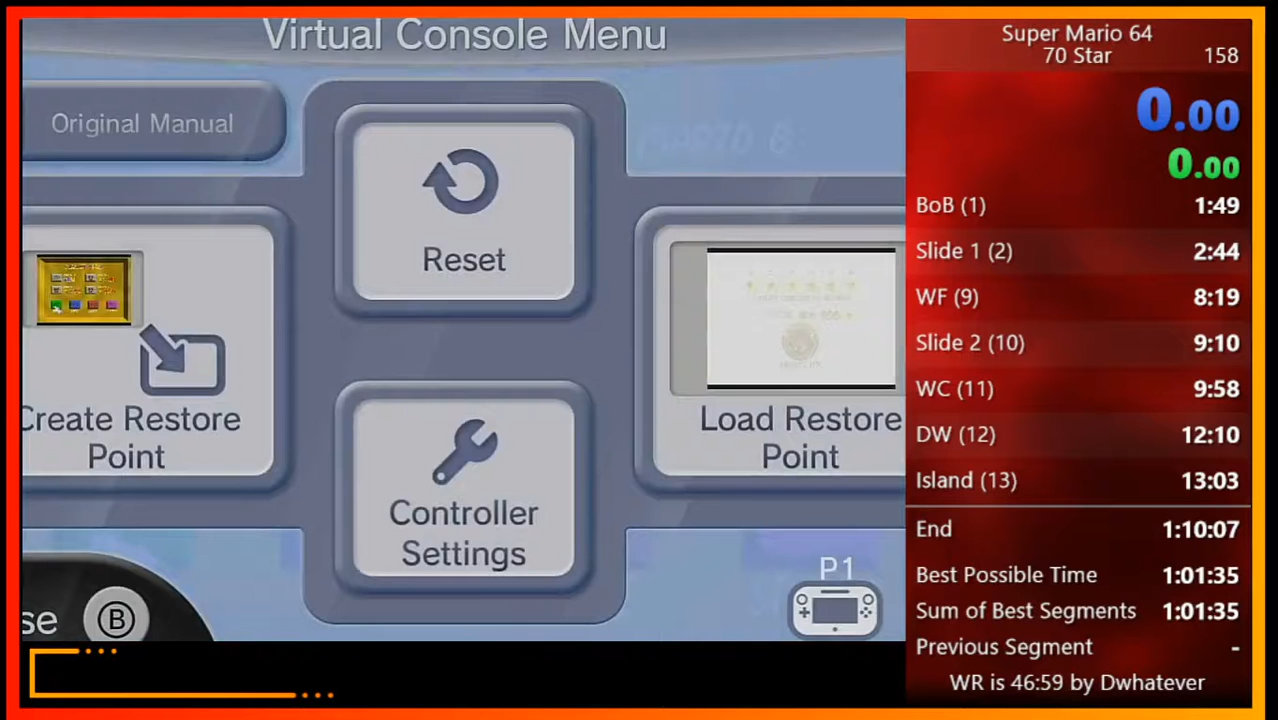 Virtual Console Menu
Original Manual
Reset
Create Restore
Point
Load Restore
Point
Controller
Settings
P1
se B
Super Mario 64
70 Star 158
0.00
0.00
BoB (1) 1:49
Slide 1 (2) 2:44
WF (9) 8:19
Slide 2 (10) 9:10
WC (11) 9:58
DW (12) 12:10
Island (13) 13:03
End 1:10:07
Best Possible Time 1:01:35
Sum of Best Segments 1:01:35
Previous Segment -
WR is 46:59 by Dwhatever